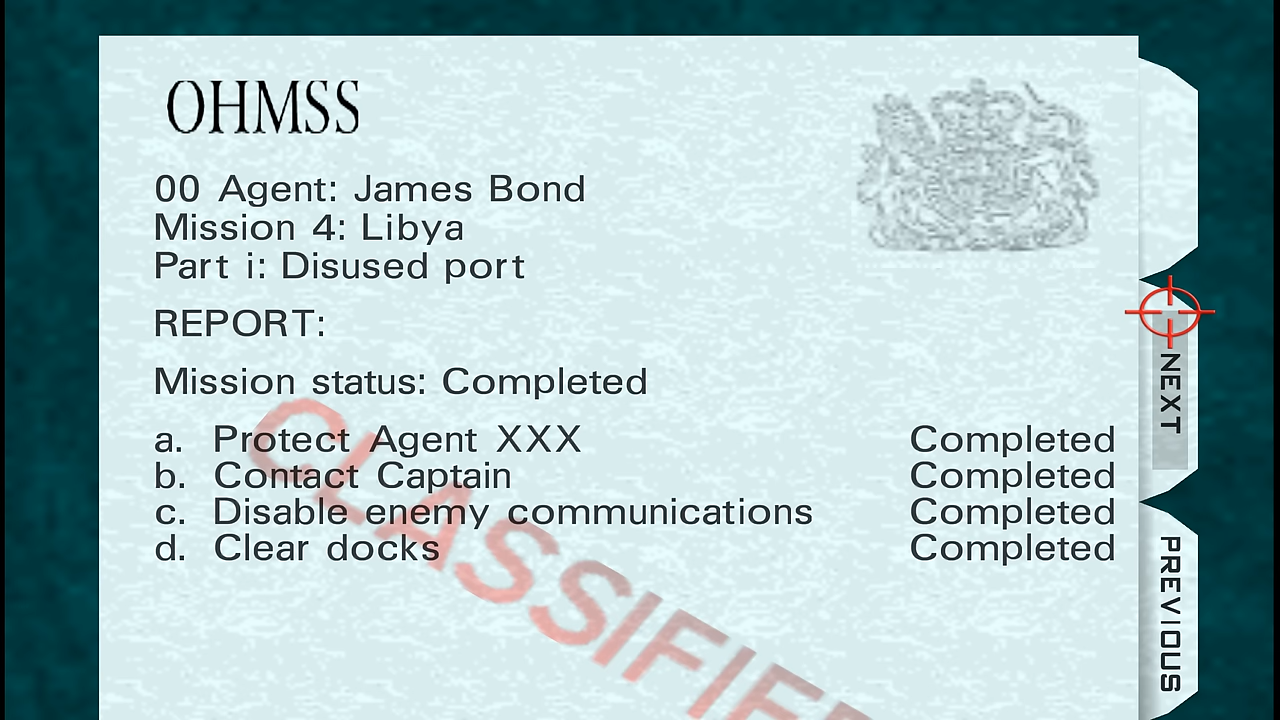 OHMSS
00 Agent: James Bond
Mission 4: Libya
Part i: Disused port
REPORT:
Mission status: Completed
a. Protect Agent XXX Completed
b. Contact Captain Completed
c. Disable enemy communications Completed
d. Clear docks Completed
CLASSIFIE
NEXT
PREVIOUS